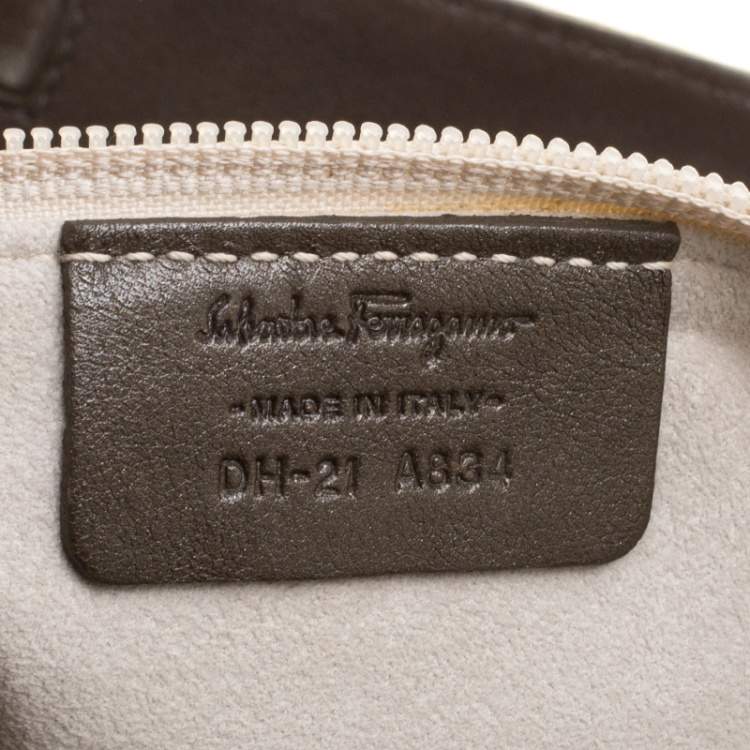 Salvatore Ferragamo
-MADE IN ITALY-
DH-21 A834